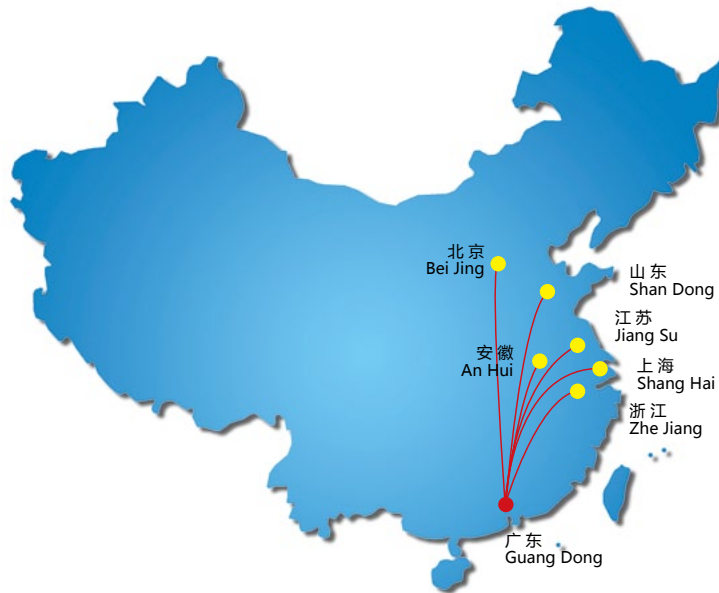 北京
Bei Jing
山东
Shan Dong
江苏
Jiang Su
安徽
An Hui
上海
Shang Hai
浙江
Zhe Jiang
广东
Guang Dong